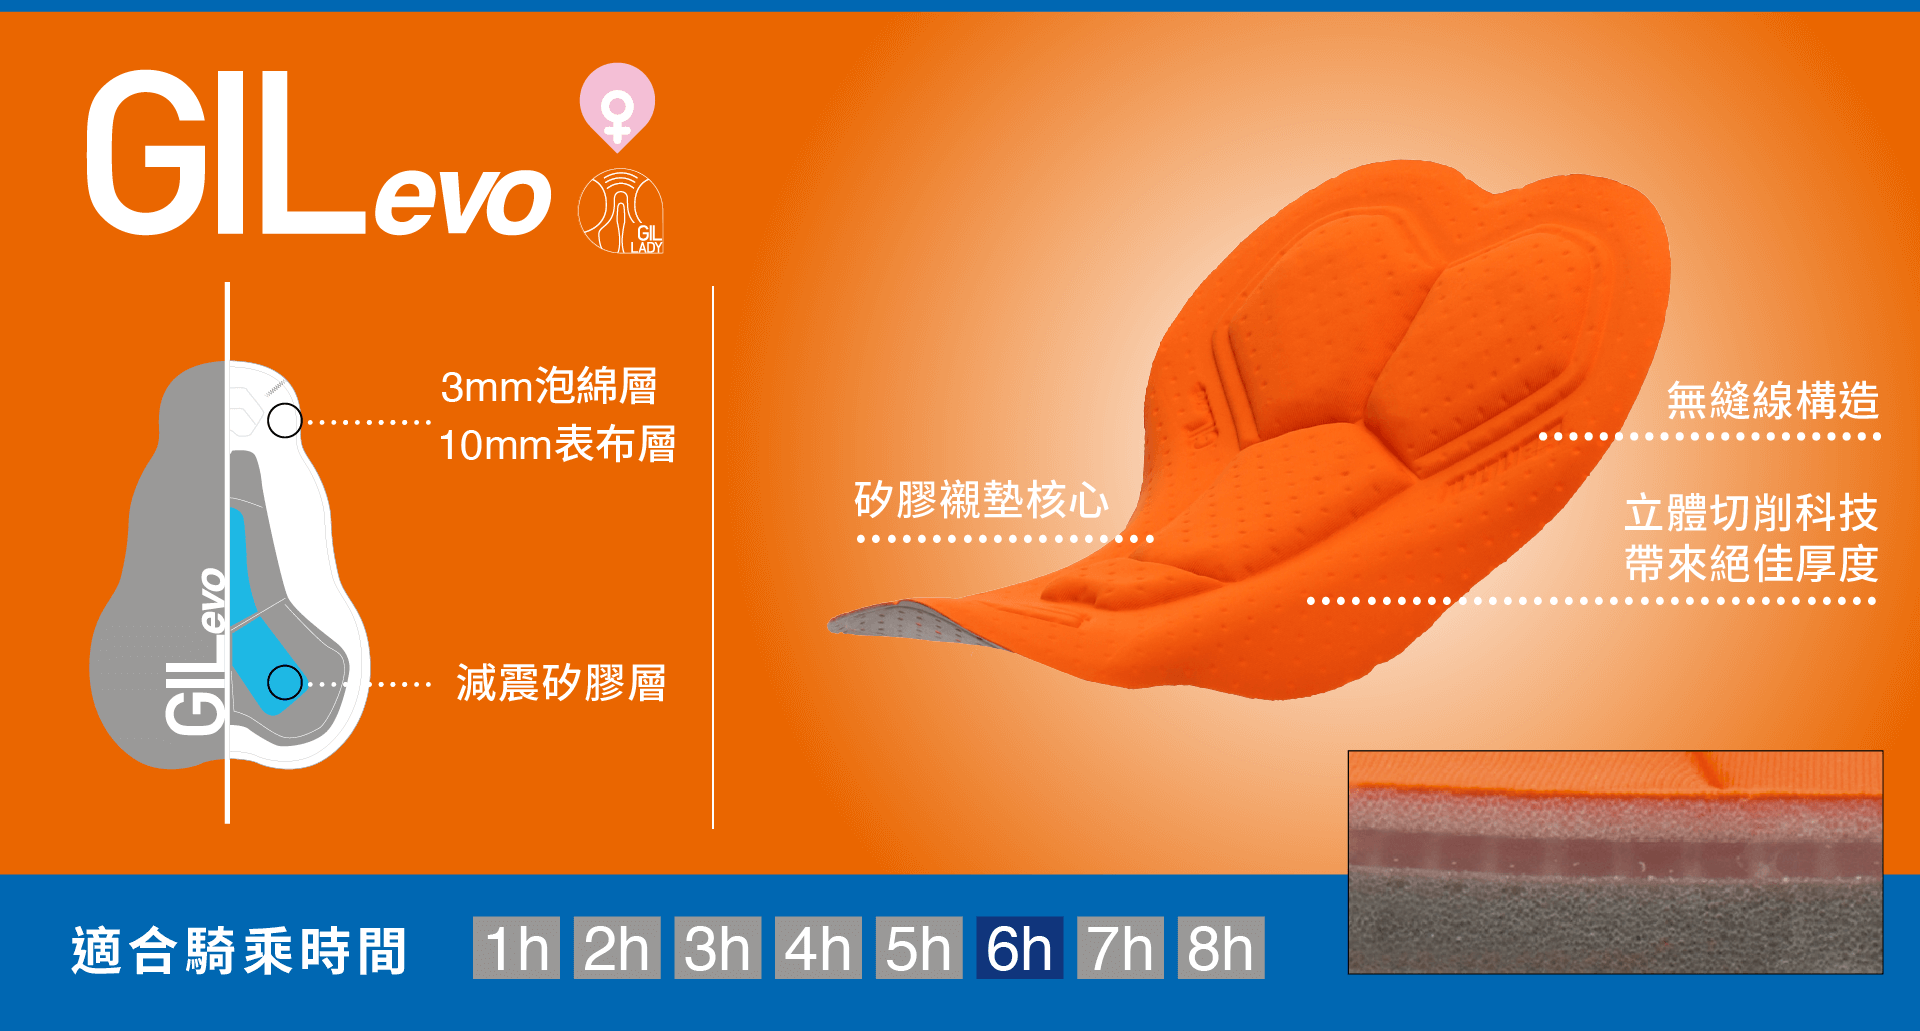 GILevo
GIL
LADY
3mm泡綿層
10mm表布層
減震矽膠層
GILevo
矽膠襯墊核心
無縫線構造
立體切削科技
帶來絕佳厚度
適合騎乘時間
1h 2h 3h 4h 5h 6h 7h 8h